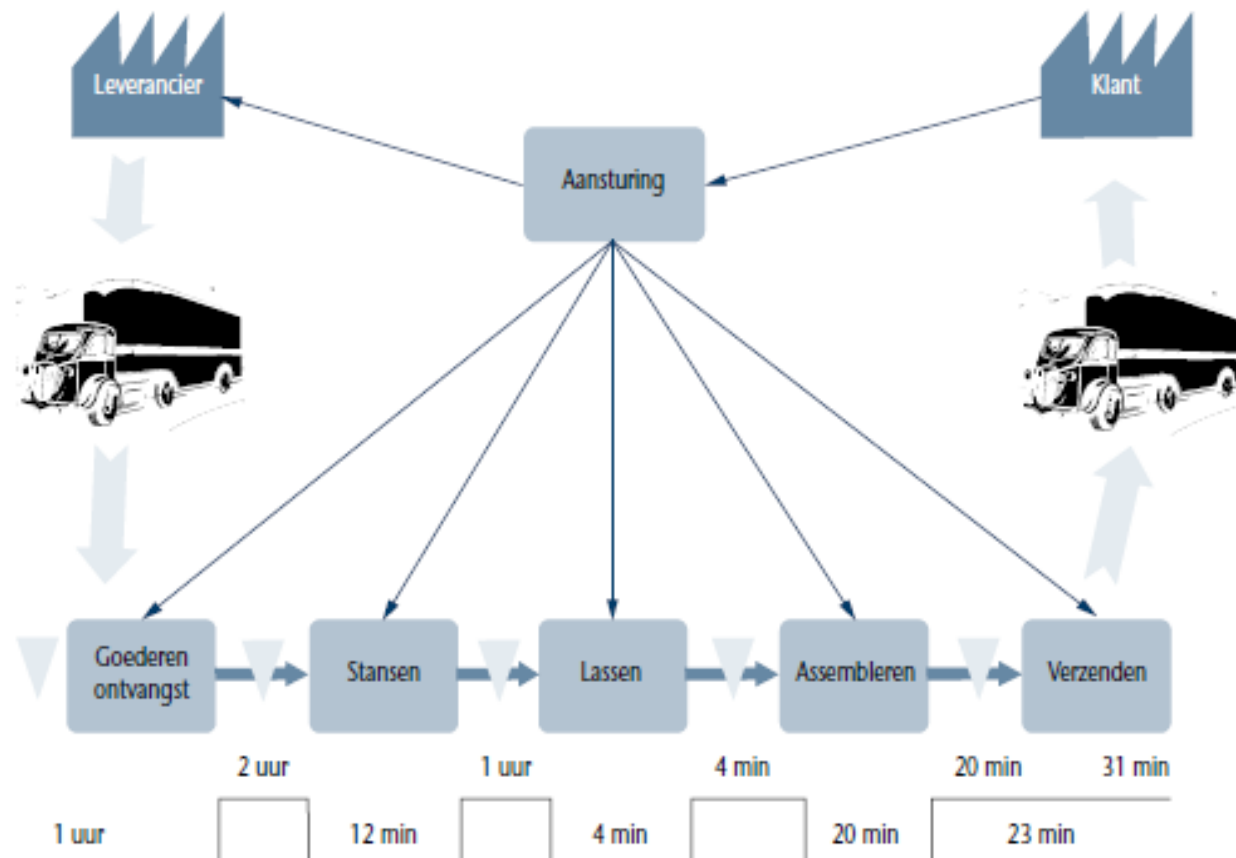 Leverancier
Klant
Aansturing
Goederen
ontvangst
Stansen
Lassen
Assembleren
Verzenden
2 uur
1 uur
4 min
20 min
31 min
1 uur
12 min
4 min
20 min
23 min